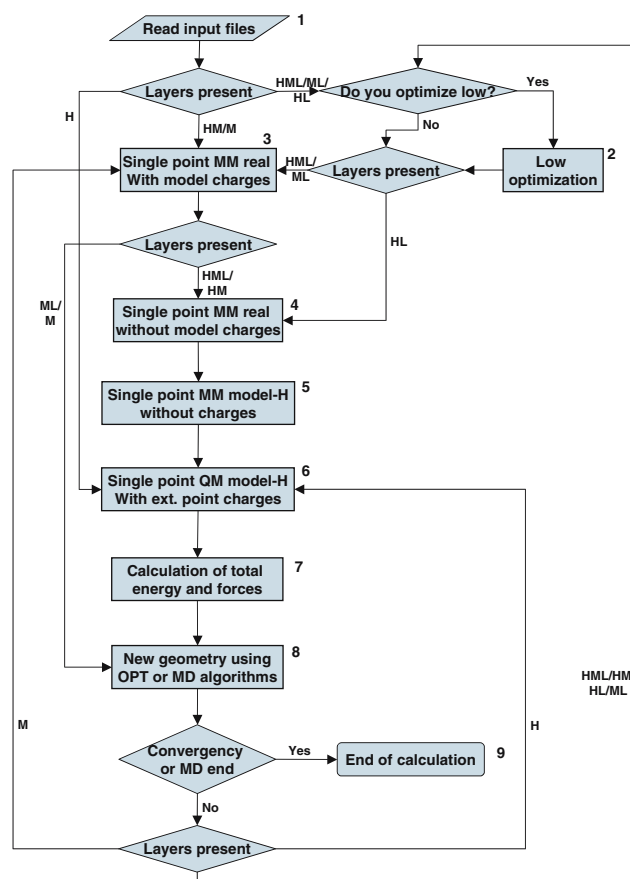 Read input files
1
Layers present
HML/ML/
HL
Do you optimize low?
Yes
H
HM/M
No
3
Single point MM real
With model charges
HML/
ML
Layers present
Low
optimization
2
Layers present
HL
HML/
HM
ML/
M
4
Single point MM real
without model charges
Single point MM model-H
without charges
5
Single point QM model-H
With ext. point charges
6
Calculation of total
energy and forces
7
New geometry using
OPT or MD algorithms
8
HML/HM
HL/ML
M
H
Convergency
or MD end
Yes
End of calculation
9
No
Layers present